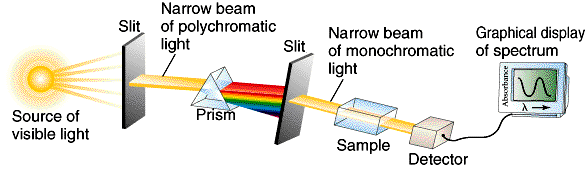 Source of
visible light
Slit
Narrow beam
of polychromatic
light
Prism
Slit
Narrow beam
of monochromatic
light
Sample
Detector
Graphical display
of spectrum
Absorbance
λ →